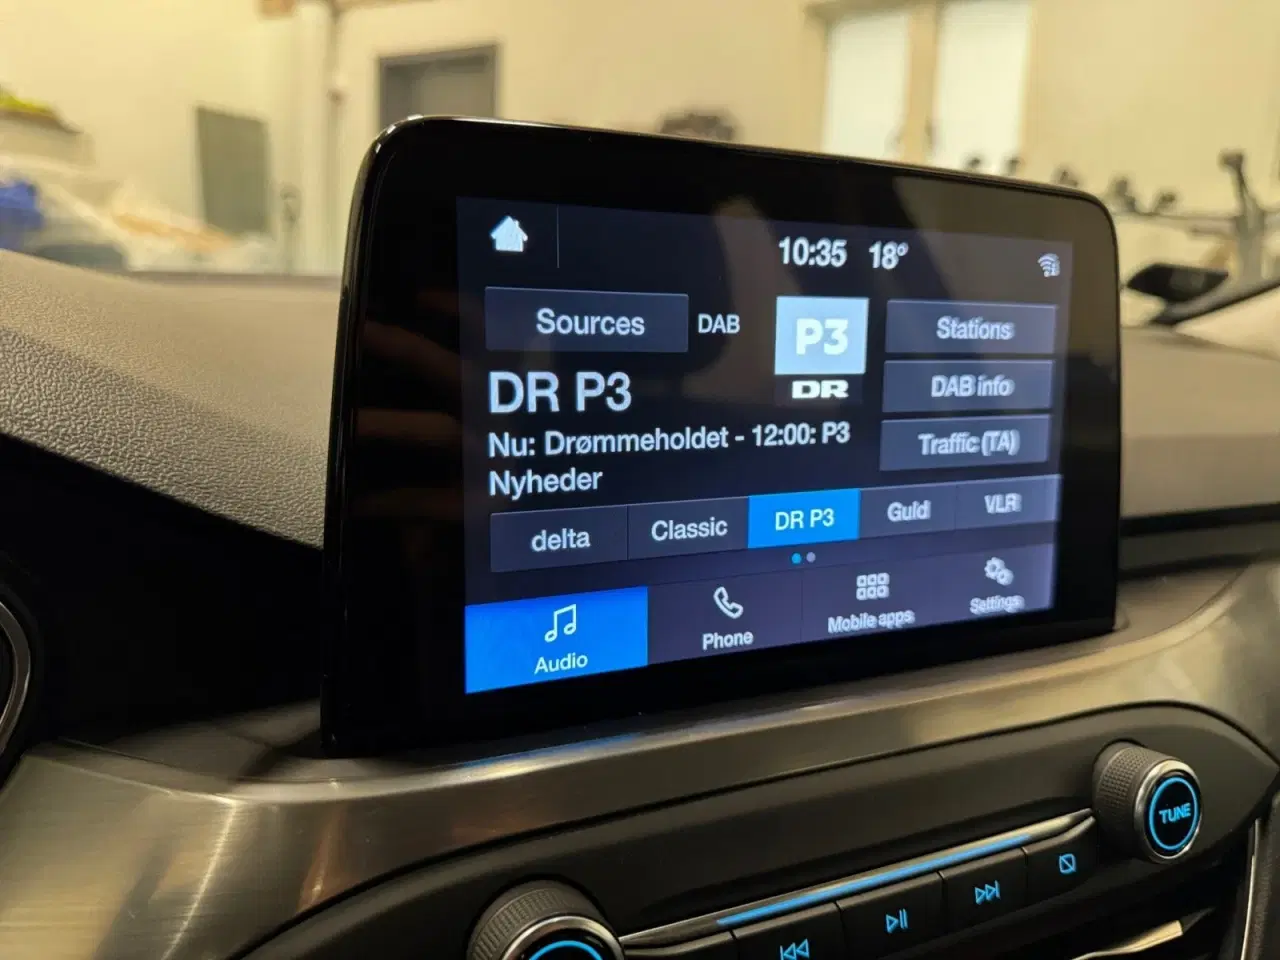 10:35 18°
Sources
DAB
P3
DR
Stations
DR P3
DAB info
Nu: Drømmeholdet - 12:00: P3
Nyheder
Traffic (TA)
delta
Classic
DR P3
Guld
VLR
Audio
Phone
Mobile apps
Settings
TUNE